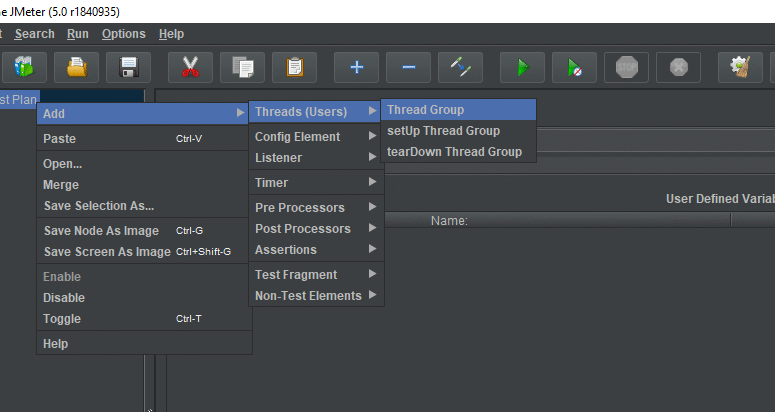 ne JMeter (5.0 r1840935)
t Search Run Options Help
STOP
st Plan
Add
Paste Ctrl-V
Open...
Merge
Save Selection As...
Save Node As Image Ctrl-G
Save Screen As Image Ctrl+Shift-G
Enable
Disable
Toggle Ctrl-T
Help
Threads (Users)
Config Element
Listener
Timer
Pre Processors
Post Processors
Assertions
Test Fragment
Non-Test Elements
Thread Group
setUp Thread Group
tearDown Thread Group
User Defined Variab
Name: